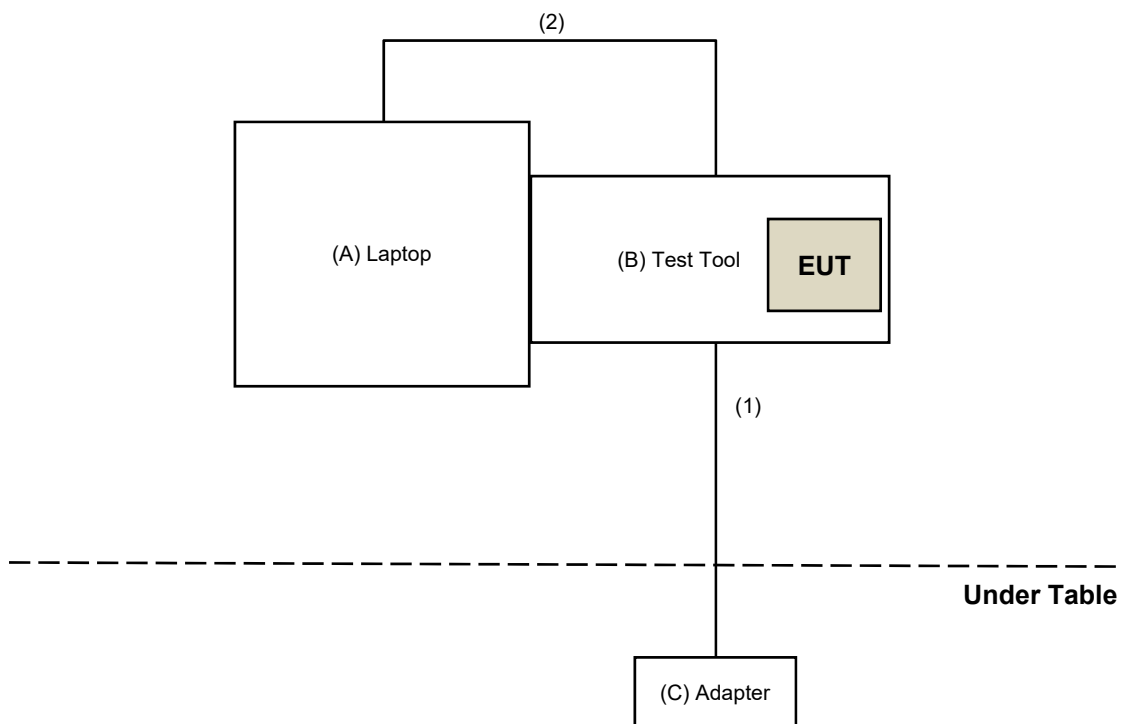 (2)
(A) Laptop
(B) Test Tool
EUT
(1)
Under Table
(C) Adapter